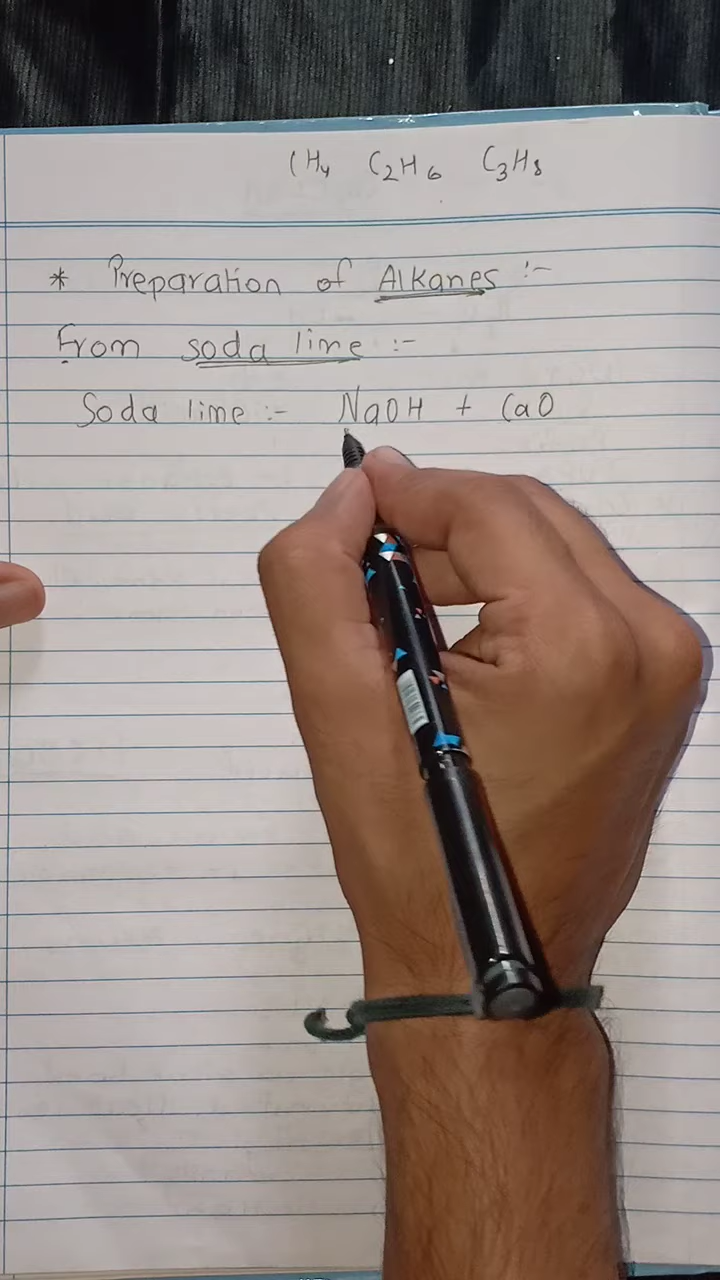 CH4 C2H6 C3H8
* Preparation of Alkanes :-
From soda lime :-
Soda lime :- NaOH + CaO